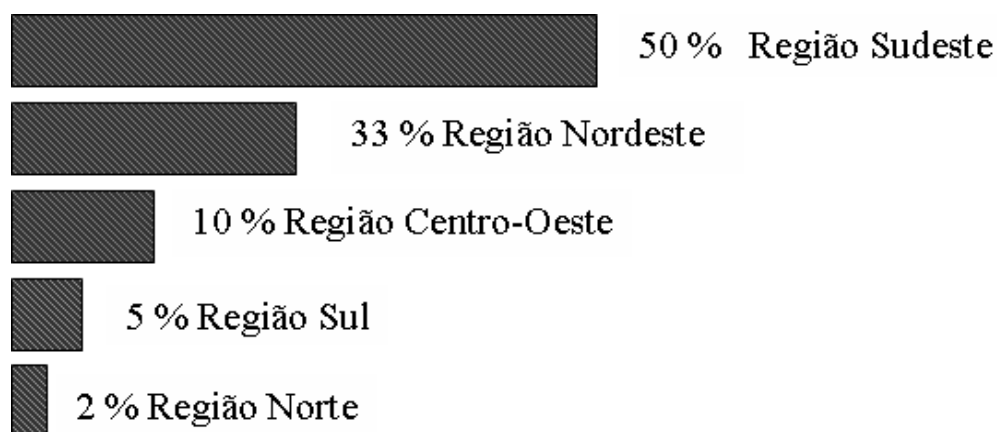 50 % Região Sudeste
33 % Região Nordeste
10 % Região Centro-Oeste
5 % Região Sul
2 % Região Norte